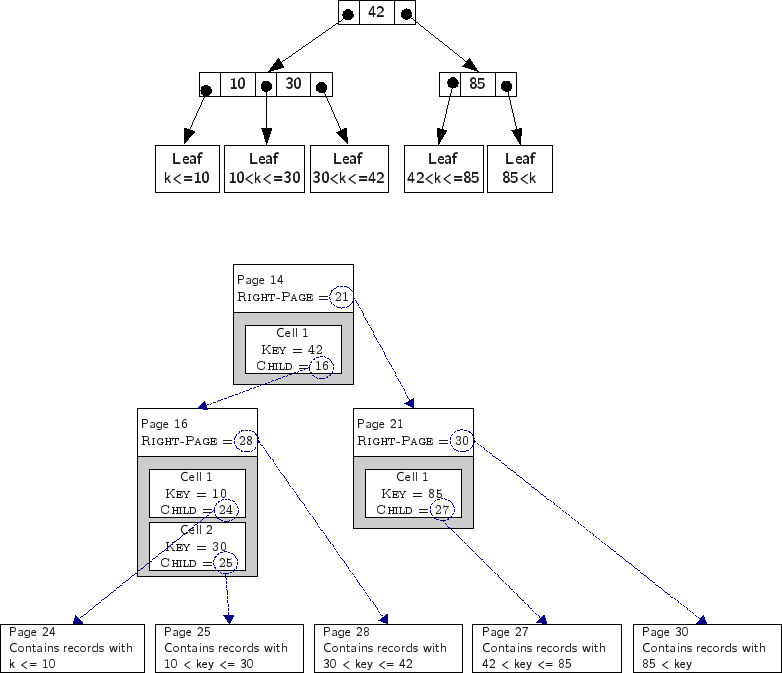 42
10 30
85
Leaf
k<=10
Leaf
10<k<=30
Leaf
30<k<=42
Leaf
42<k<=85
Leaf
85<k
Page 14
RIGHT-PAGE = 21
Cell 1
KEY = 42
CHILD = 16
Page 16
RIGHT-PAGE = 28
Cell 1
KEY = 10
CHILD = 24
Cell 2
KEY = 30
CHILD = 25
Page 21
RIGHT-PAGE = 30
Cell 1
KEY = 85
CHILD = 27
Page 24
Contains records with
k <= 10
Page 25
Contains records with
10 < key <= 30
Page 28
Contains records with
30 < key <= 42
Page 27
Contains records with
42 < key <= 85
Page 30
Contains records with
85 < key